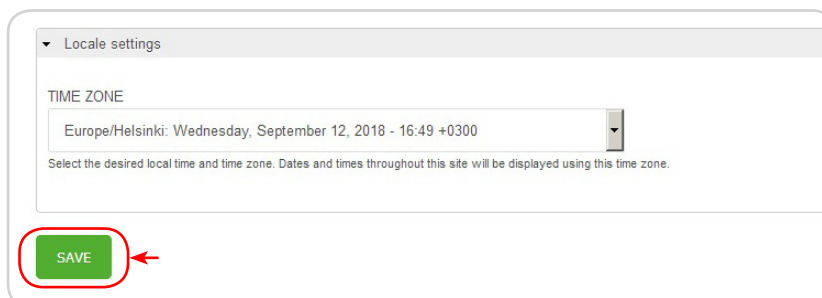 Locale settings
TIME ZONE
Europe/Helsinki: Wednesday, September 12, 2018 - 16:49 +0300
Select the desired local time and time zone. Dates and times throughout this site will be displayed using this time zone.
SAVE